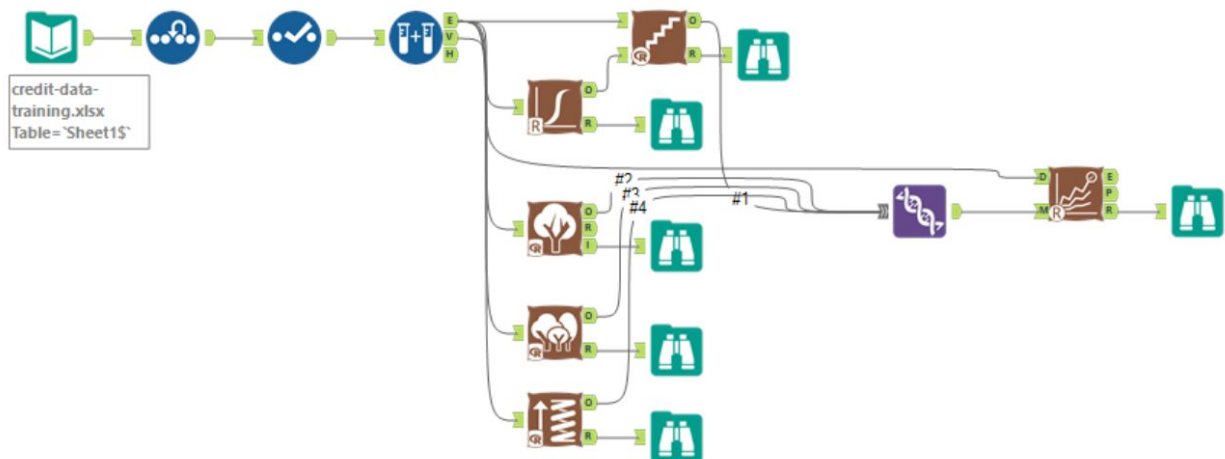 E
V
H
credit-data-
training.xlsx
Table=`Sheet1$`
O
R
R
O
R
R
#2
#3
#4
#1
D
M
E
P
R
R
O
R
I
R
O
R
R
O
R
R